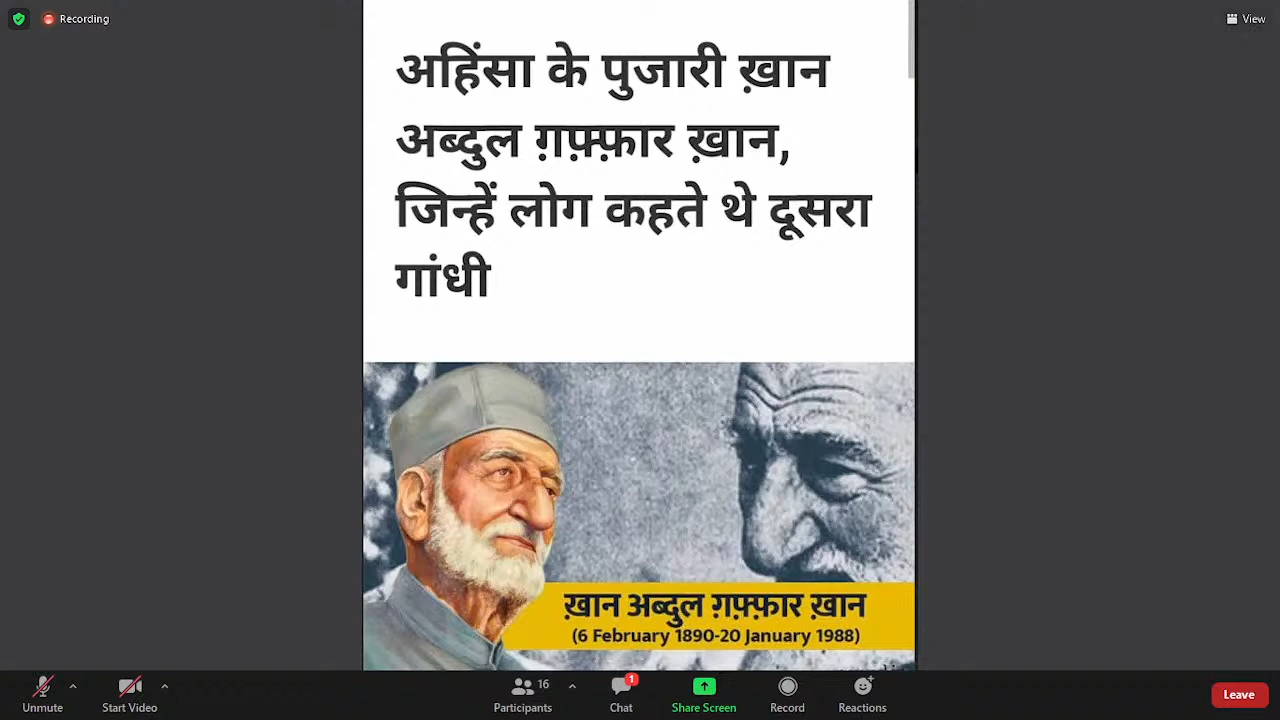 Recording
View
अहिंसा के पुजारी ख़ान
अब्दुल ग़फ़्फ़ार ख़ान,
जिन्हें लोग कहते थे दूसरा
गांधी
ख़ान अब्दुल ग़फ़्फ़ार ख़ान
(6 February 1890-20 January 1988)
16
1
Unmute
Start Video
Participants
Chat
Share Screen
Record
Reactions
Leave